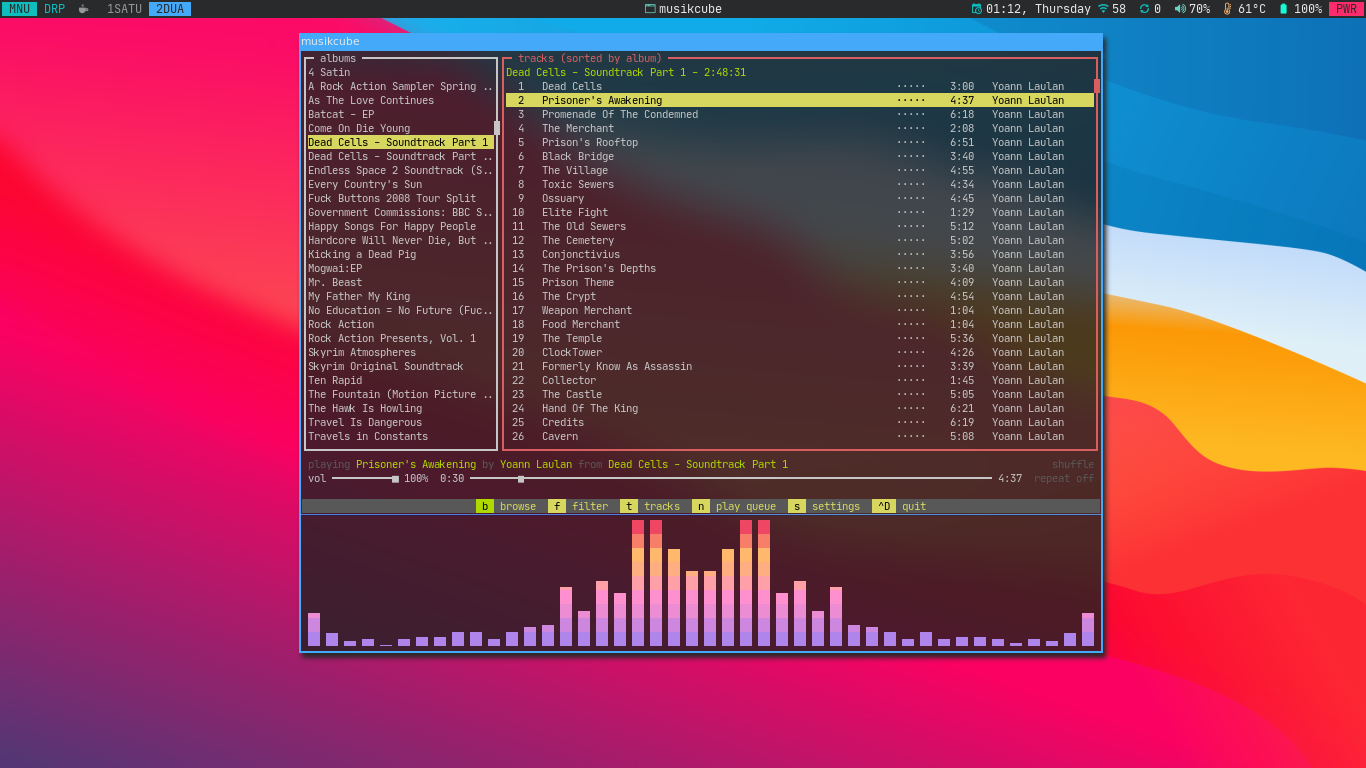 MNU DRP 1SATU 2DUA musikcube 01:12, Thursday 58 0 70% 61°C 100% PWR
musikcube
albums
4 Satin
A Rock Action Sampler Spring ..
As The Love Continues
Batcat – EP
Come On Die Young
Dead Cells – Soundtrack Part 1
Dead Cells – Soundtrack Part ..
Endless Space 2 Soundtrack (S..
Every Country's Sun
Fuck Buttons 2008 Tour Split
Government Commissions: BBC S..
Happy Songs For Happy People
Hardcore Will Never Die, But ..
Kicking a Dead Pig
Mogwai:EP
Mr. Beast
My Father My King
No Education = No Future (Fuc..
Rock Action
Rock Action Presents, Vol. 1
Skyrim Atmospheres
Skyrim Original Soundtrack
Ten Rapid
The Fountain (Motion Picture ..
The Hawk Is Howling
Travel Is Dangerous
Travels in Constants
tracks (sorted by album)
Dead Cells – Soundtrack Part 1 – 2:48:31
1 Dead Cells ····· 3:00 Yoann Laulan
2 Prisoner's Awakening ····· 4:37 Yoann Laulan
3 Promenade Of The Condemned ····· 6:18 Yoann Laulan
4 The Merchant ····· 2:08 Yoann Laulan
5 Prison's Rooftop ····· 6:51 Yoann Laulan
6 Black Bridge ····· 3:40 Yoann Laulan
7 The Village ····· 4:55 Yoann Laulan
8 Toxic Sewers ····· 4:34 Yoann Laulan
9 Ossuary ····· 4:45 Yoann Laulan
10 Elite Fight ····· 1:29 Yoann Laulan
11 The Old Sewers ····· 5:12 Yoann Laulan
12 The Cemetery ····· 5:02 Yoann Laulan
13 Conjonctivius ····· 3:56 Yoann Laulan
14 The Prison's Depths ····· 3:40 Yoann Laulan
15 Prison Theme ····· 4:09 Yoann Laulan
16 The Crypt ····· 4:54 Yoann Laulan
17 Weapon Merchant ····· 1:04 Yoann Laulan
18 Food Merchant ····· 1:04 Yoann Laulan
19 The Temple ····· 5:36 Yoann Laulan
20 ClockTower ····· 4:26 Yoann Laulan
21 Formerly Know As Assassin ····· 3:39 Yoann Laulan
22 Collector ····· 1:45 Yoann Laulan
23 The Castle ····· 5:05 Yoann Laulan
24 Hand Of The King ····· 6:21 Yoann Laulan
25 Credits ····· 6:19 Yoann Laulan
26 Cavern ····· 5:08 Yoann Laulan
playing Prisoner's Awakening by Yoann Laulan from Dead Cells – Soundtrack Part 1 shuffle
vol 100% 0:30 4:37 repeat off
b browse f filter t tracks n play queue s settings ^D quit